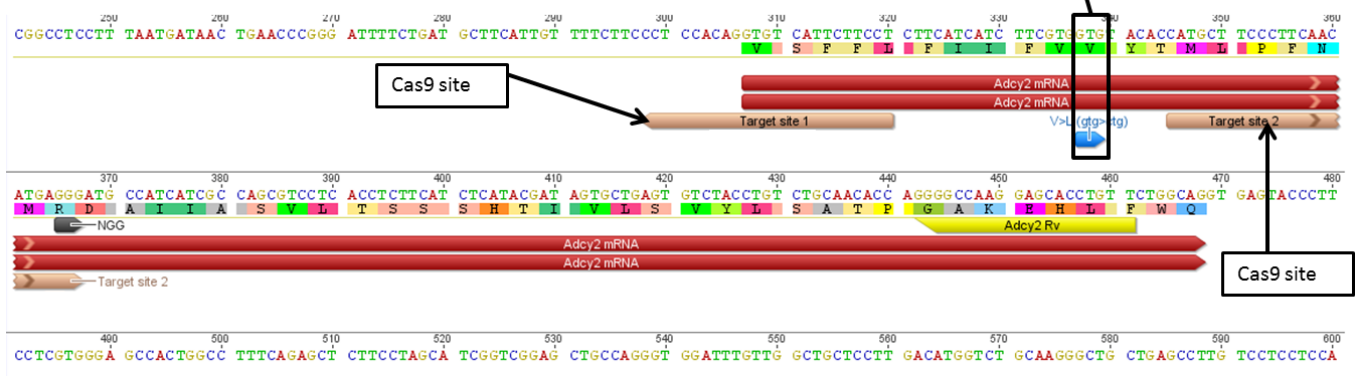 250 260 270 280 290 300 310 320 330 340 350 360
CGGCCTCCTT TAATGATAAC TGAACCCGGG ATTTTCTGAT GCTTCATTGT TTTCTTCCCT CCACAGGTGT CATTCTTCCT CTTCATCATC TTCGTGGTGT ACACCATGCT TCCCTTCAAC
V S F F L F I I F V V Y T M L P F N
Cas9 site
Adcy2 mRNA
Adcy2 mRNA
Target site 1 V>L (gtg>ctg) Target site 2
370 380 390 400 410 420 430 440 450 460 470 480
ATGAGGGATG CCATCATCGC CAGCGTCCTC ACCTCTTCAT CTCATACGAT AGTGCTGAGT GTCTACCTGT CTGCAACACC AGGGGCCAAG GAGCACCTGT TCTGGCAGGT GAGTACCCTT
M R D A I I A S V L T S S S H T I V L S V Y L S A T P G A K E H L F W Q
NGG Adcy2 Rv
Adcy2 mRNA
Adcy2 mRNA
Target site 2
Cas9 site
490 500 510 520 530 540 550 560 570 580 590 600
CCTCGTGGGA GCCACTGGCC TTTCAGAGCT CTTCCTAGCA TCGGTCGGAG CTGCCAGGGT GGATTTGTTG GCTGCTCCTT GACATGGTCT GCAAGGGCTG CTGAGCCTTG TCCTCCTCCA